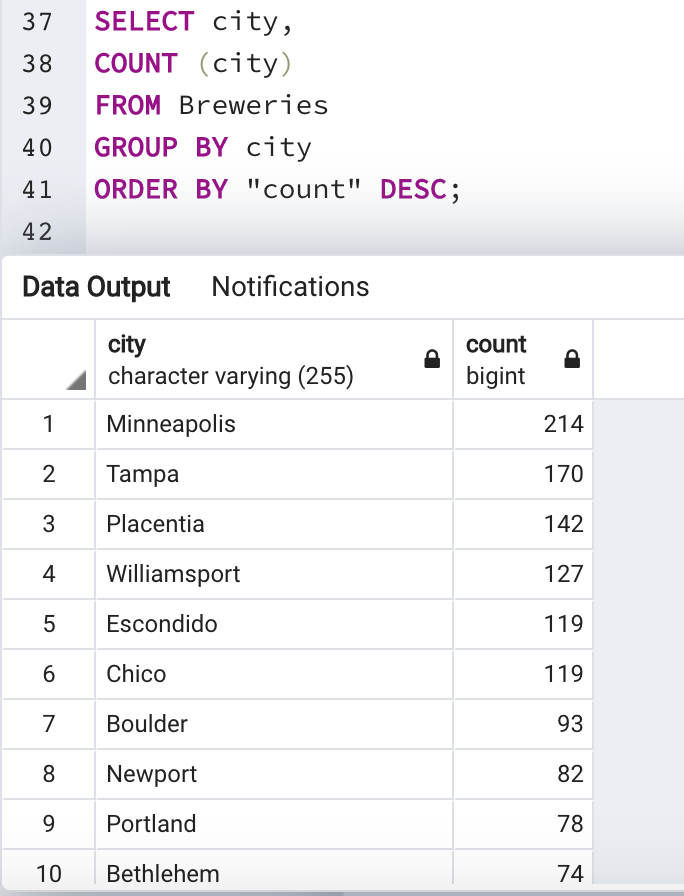 37 SELECT city,
38 COUNT (city)
39 FROM Breweries
40 GROUP BY city
41 ORDER BY "count" DESC;
42
Data Output Notifications
city count
character varying (255) bigint
1 Minneapolis 214
2 Tampa 170
3 Placentia 142
4 Williamsport 127
5 Escondido 119
6 Chico 119
7 Boulder 93
8 Newport 82
9 Portland 78
10 Bethlehem 74